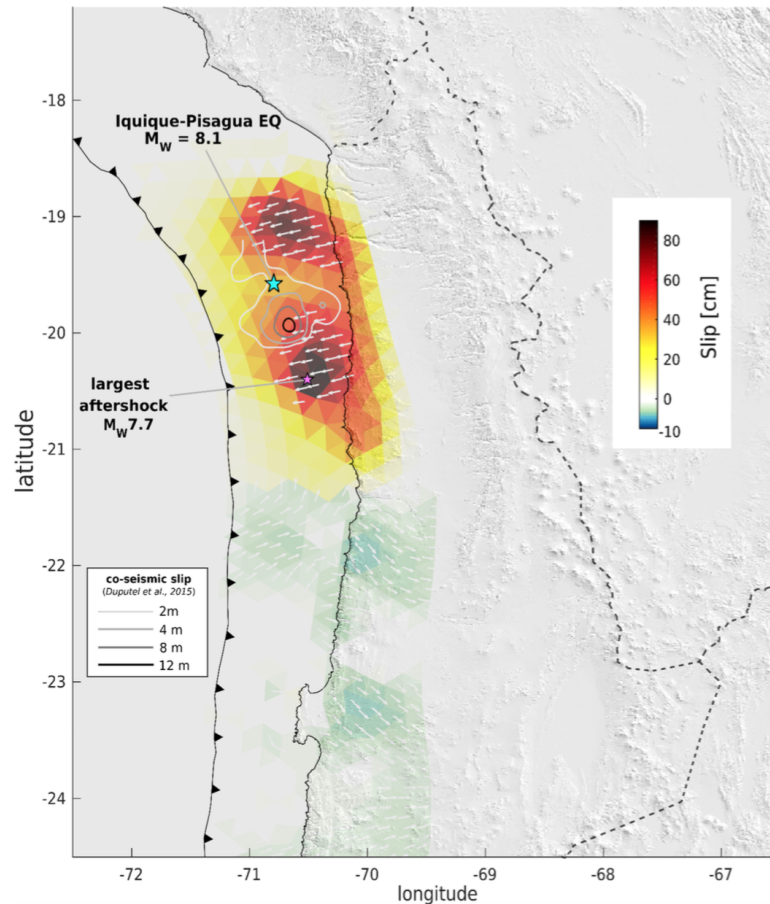 -18
-19
-20
-21
-22
-23
-24
latitude
Iquique-Pisagua EQ
Mw = 8.1
largest
aftershock
Mw7.7
80
60
40
20
0
-10
Slip [cm]
co-seismic slip
(Duputel et al., 2015)
2m
4 m
8 m
12 m
-72
-71
-70
-69
-68
-67
longitude